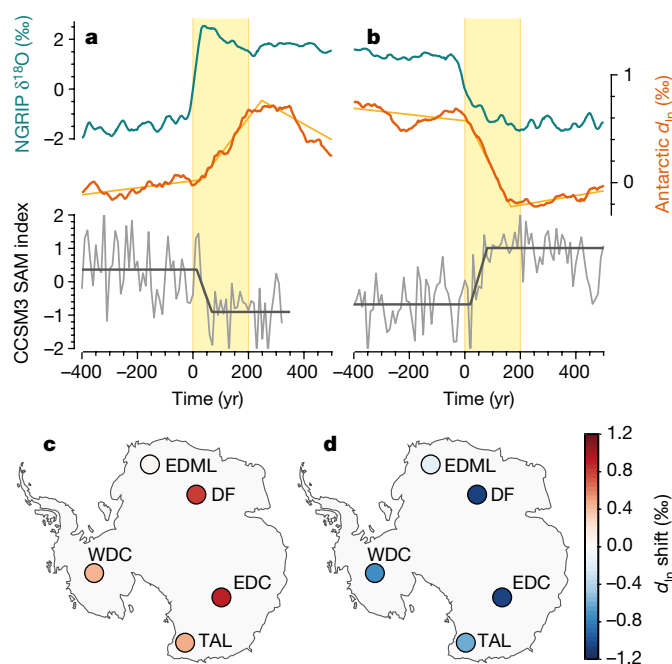 a
b
NGRIP δ¹⁸O (‰)
2
0
−2
1
0
Antarctic d_ln (‰)
CCSM3 SAM index
2
1
0
−1
−2
−400 −200 0 200 400
−400 −200 0 200 400
Time (yr)
Time (yr)
c
d
EDML
DF
WDC
EDC
TAL
EDML
DF
WDC
EDC
TAL
1.2
0.8
0.4
0.0
−0.4
−0.8
−1.2
d_ln shift (‰)